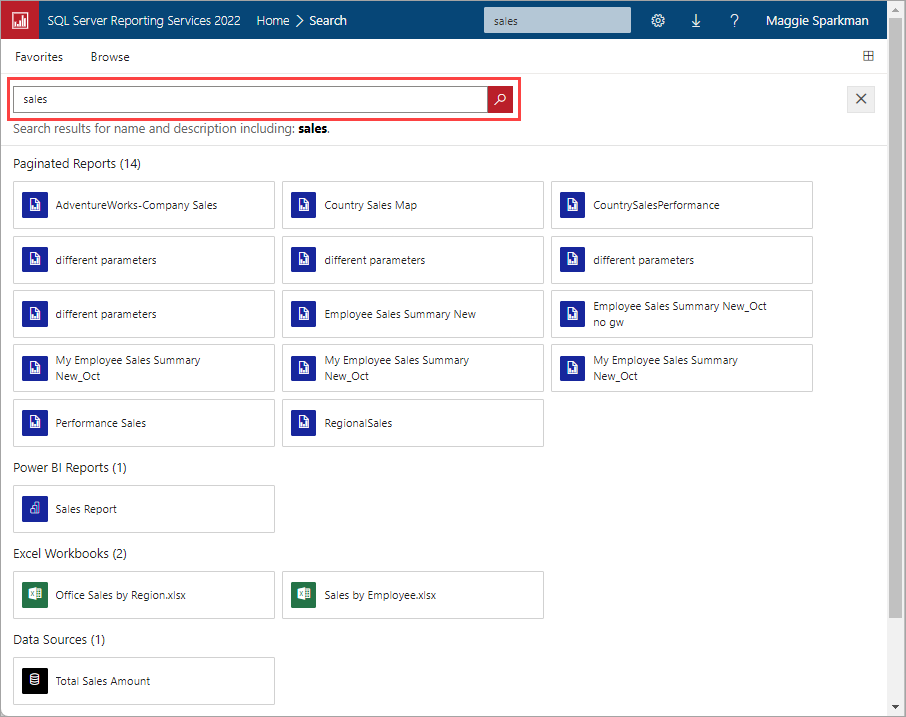 SQL Server Reporting Services 2022 Home > Search sales ? Maggie Sparkman
Favorites Browse
sales
Search results for name and description including: sales.
Paginated Reports (14)
AdventureWorks-Company Sales
Country Sales Map
CountrySalesPerformance
different parameters
different parameters
different parameters
different parameters
Employee Sales Summary New
Employee Sales Summary New_Oct
no gw
My Employee Sales Summary
New_Oct
My Employee Sales Summary
New_Oct
My Employee Sales Summary
New_Oct
Performance Sales
RegionalSales
Power BI Reports (1)
Sales Report
Excel Workbooks (2)
Office Sales by Region.xlsx
Sales by Employee.xlsx
Data Sources (1)
Total Sales Amount